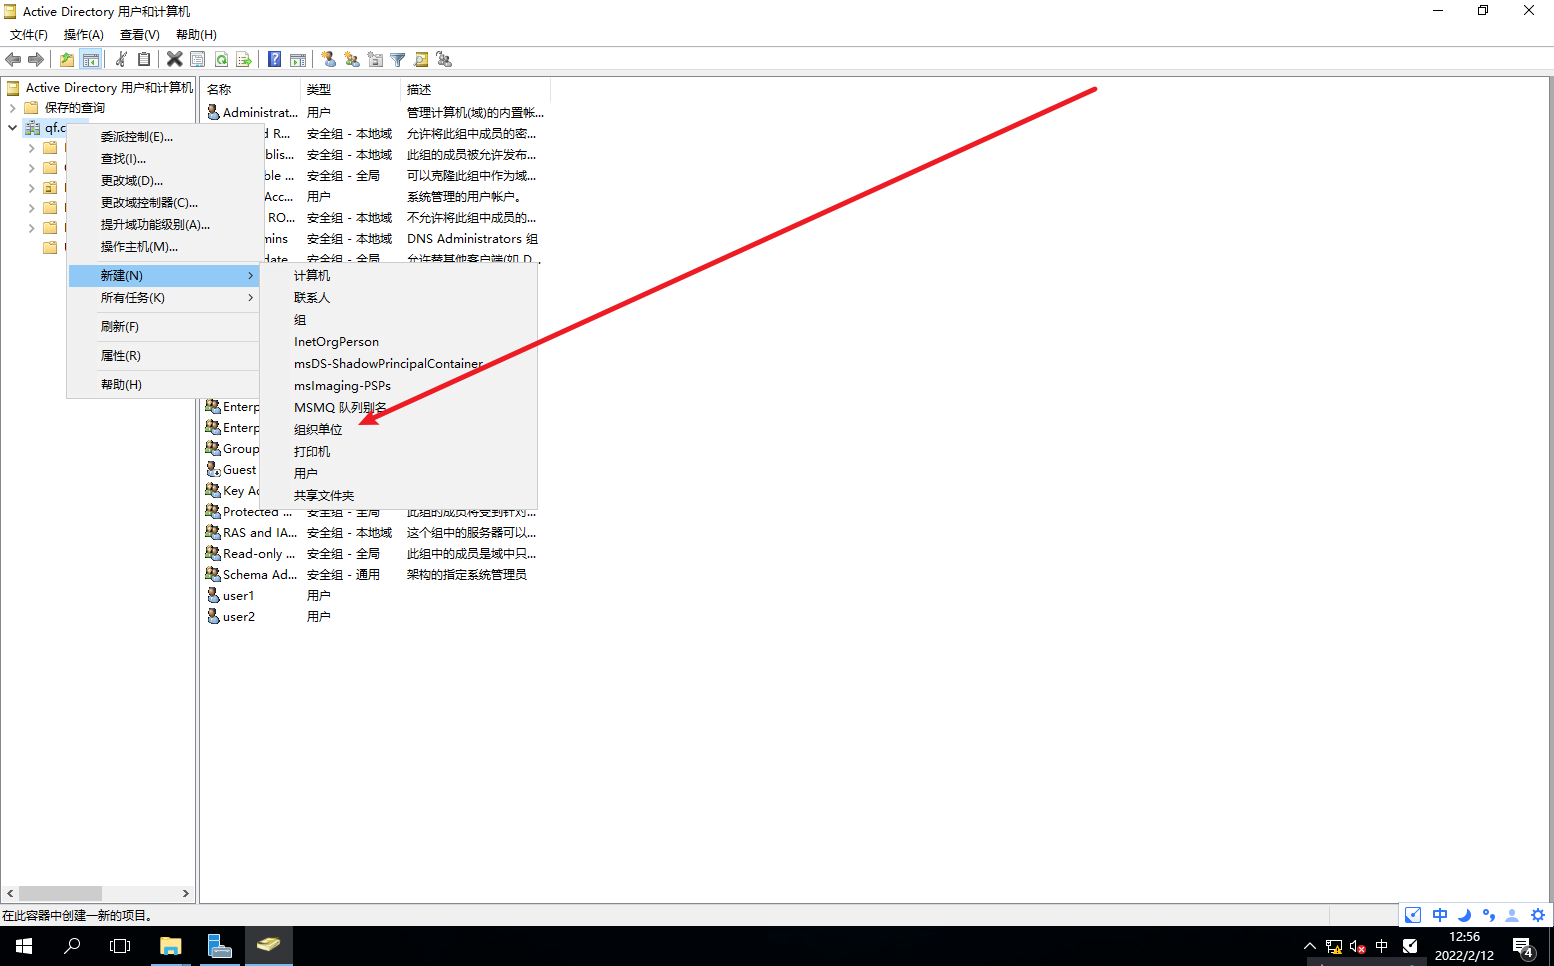 Active Directory 用户和计算机
文件(F) 操作(A) 查看(V) 帮助(H)
Active Directory 用户和计算机
保存的查询
qf.c
委派控制(E)...
查找(I)...
更改域(D)...
更改域控制器(C)...
提升域功能级别(A)...
操作主机(M)...
新建(N)
所有任务(K)
刷新(F)
属性(R)
帮助(H)
计算机
联系人
组
InetOrgPerson
msDS-ShadowPrincipalContainer
msImaging-PSPs
MSMQ 队列别名
组织单位
打印机
用户
共享文件夹
名称 类型 描述
Administrat... 用户 管理计算机(域)的内置帐...
d R... 安全组 - 本地域 允许将此组中成员的密...
blis... 安全组 - 本地域 此组的成员被允许发布...
ble ... 安全组 - 全局 可以克隆此组中作为域...
Acc... 用户 系统管理的用户帐户。
RO... 安全组 - 本地域 不允许将此组中成员的...
mins 安全组 - 本地域 DNS Administrators 组
date... 安全组 - 全局 允许替其他客户端(如 D...
Enterp
Enterp
Group
Guest
Key Ac
Protected ... 安全组 - 全局 此组的成员将受到针对...
RAS and IA... 安全组 - 本地域 这个组中的服务器可以...
Read-only ... 安全组 - 全局 此组中的成员是域中只...
Schema Ad... 安全组 - 通用 架构的指定系统管理员
user1 用户
user2 用户
在此容器中创建一新的项目。
中
中
12:56
2022/2/12
4